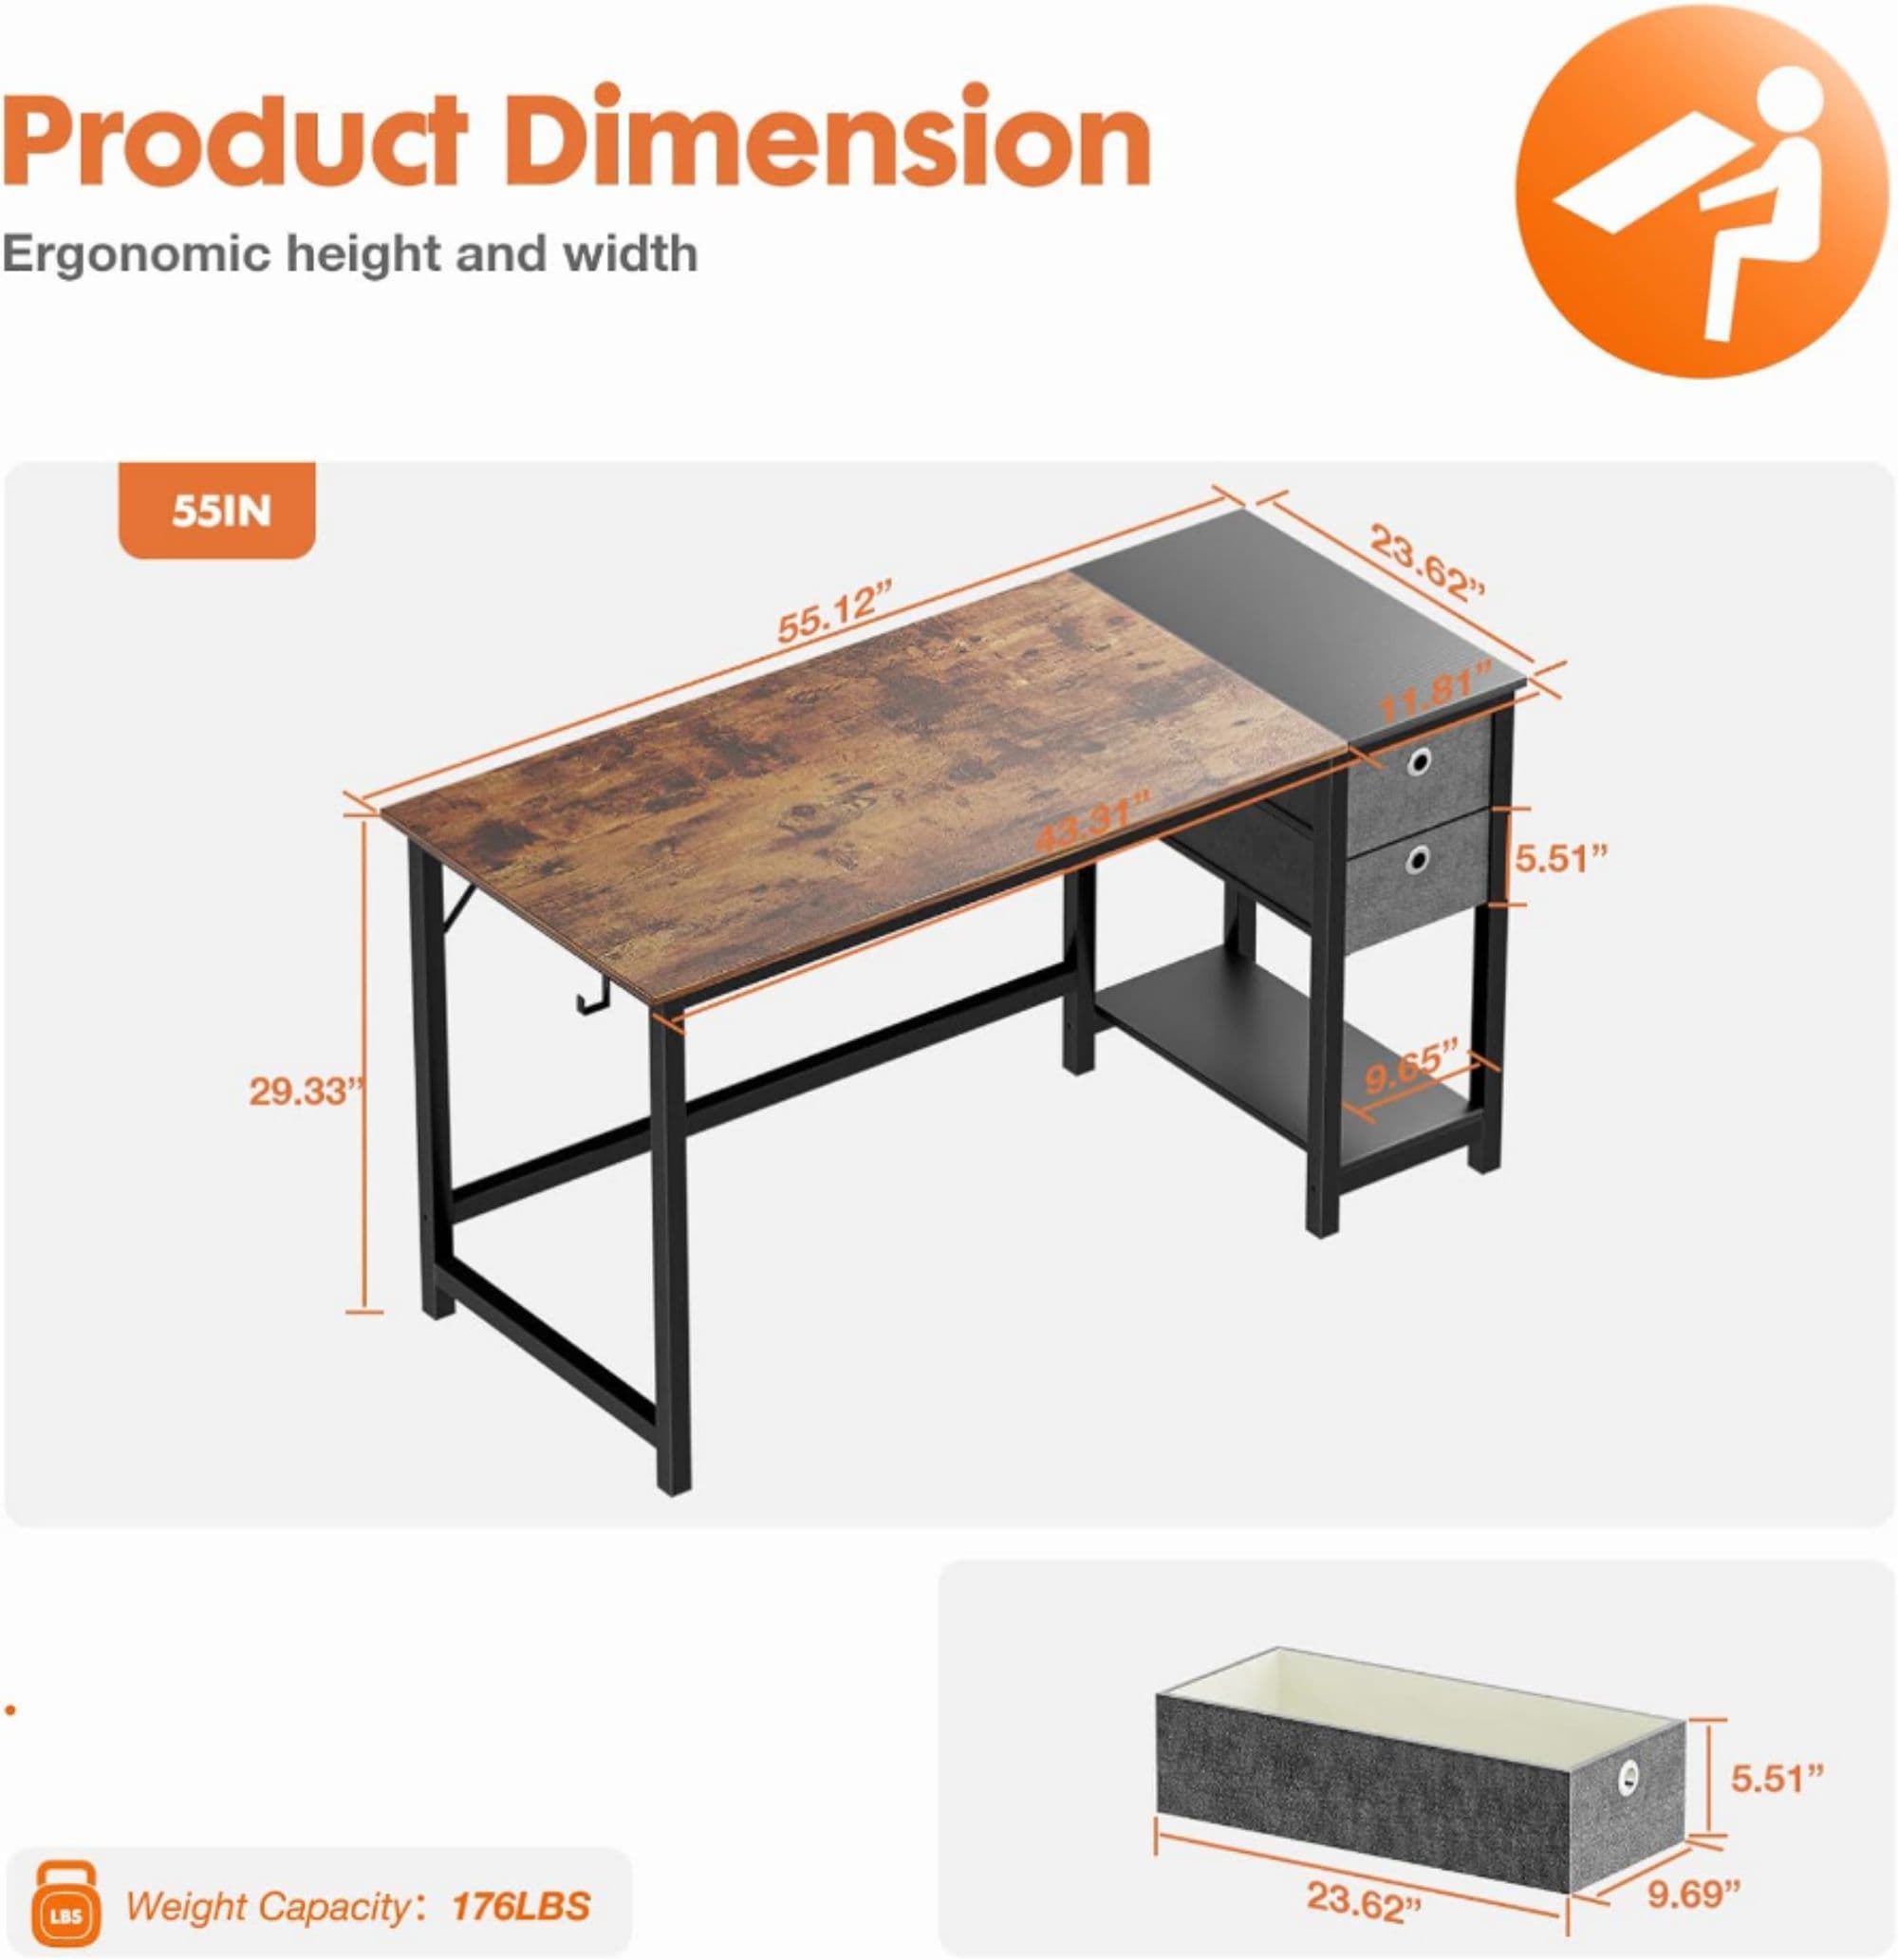 Product Dimension
Ergonomic height and width
55IN
55.12”
23.62”
11.81”
43.31”
5.51”
29.33”
9.65”
5.51”
23.62”
9.69”
LBS
Weight Capacity: 176LBS